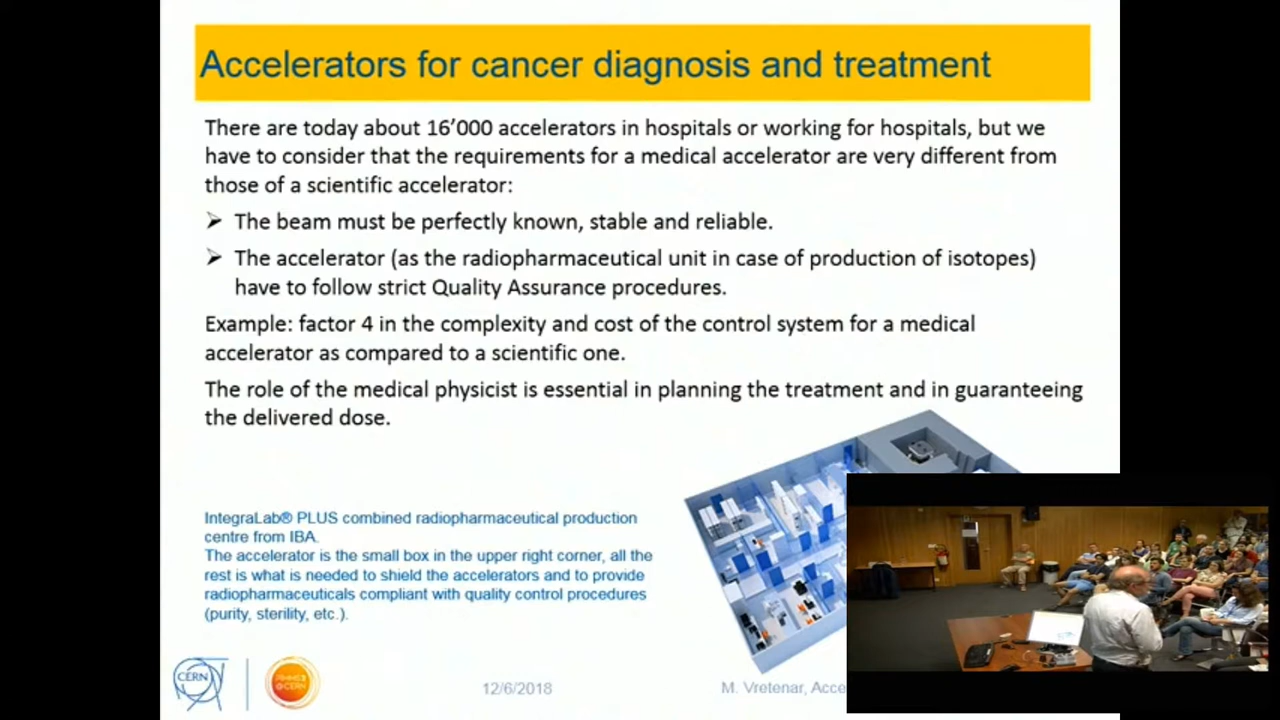 Accelerators for cancer diagnosis and treatment
There are today about 16’000 accelerators in hospitals or working for hospitals, but we
have to consider that the requirements for a medical accelerator are very different from
those of a scientific accelerator:
➢ The beam must be perfectly known, stable and reliable.
➢ The accelerator (as the radiopharmaceutical unit in case of production of isotopes)
have to follow strict Quality Assurance procedures.
Example: factor 4 in the complexity and cost of the control system for a medical
accelerator as compared to a scientific one.
The role of the medical physicist is essential in planning the treatment and in guaranteeing
the delivered dose.
IntegraLab® PLUS combined radiopharmaceutical production
centre from IBA.
The accelerator is the small box in the upper right corner, all the
rest is what is needed to shield the accelerators and to provide
radiopharmaceuticals compliant with quality control procedures
(purity, sterility, etc.).
CERN
@CERN
12/6/2018
M. Vretenar, Acce